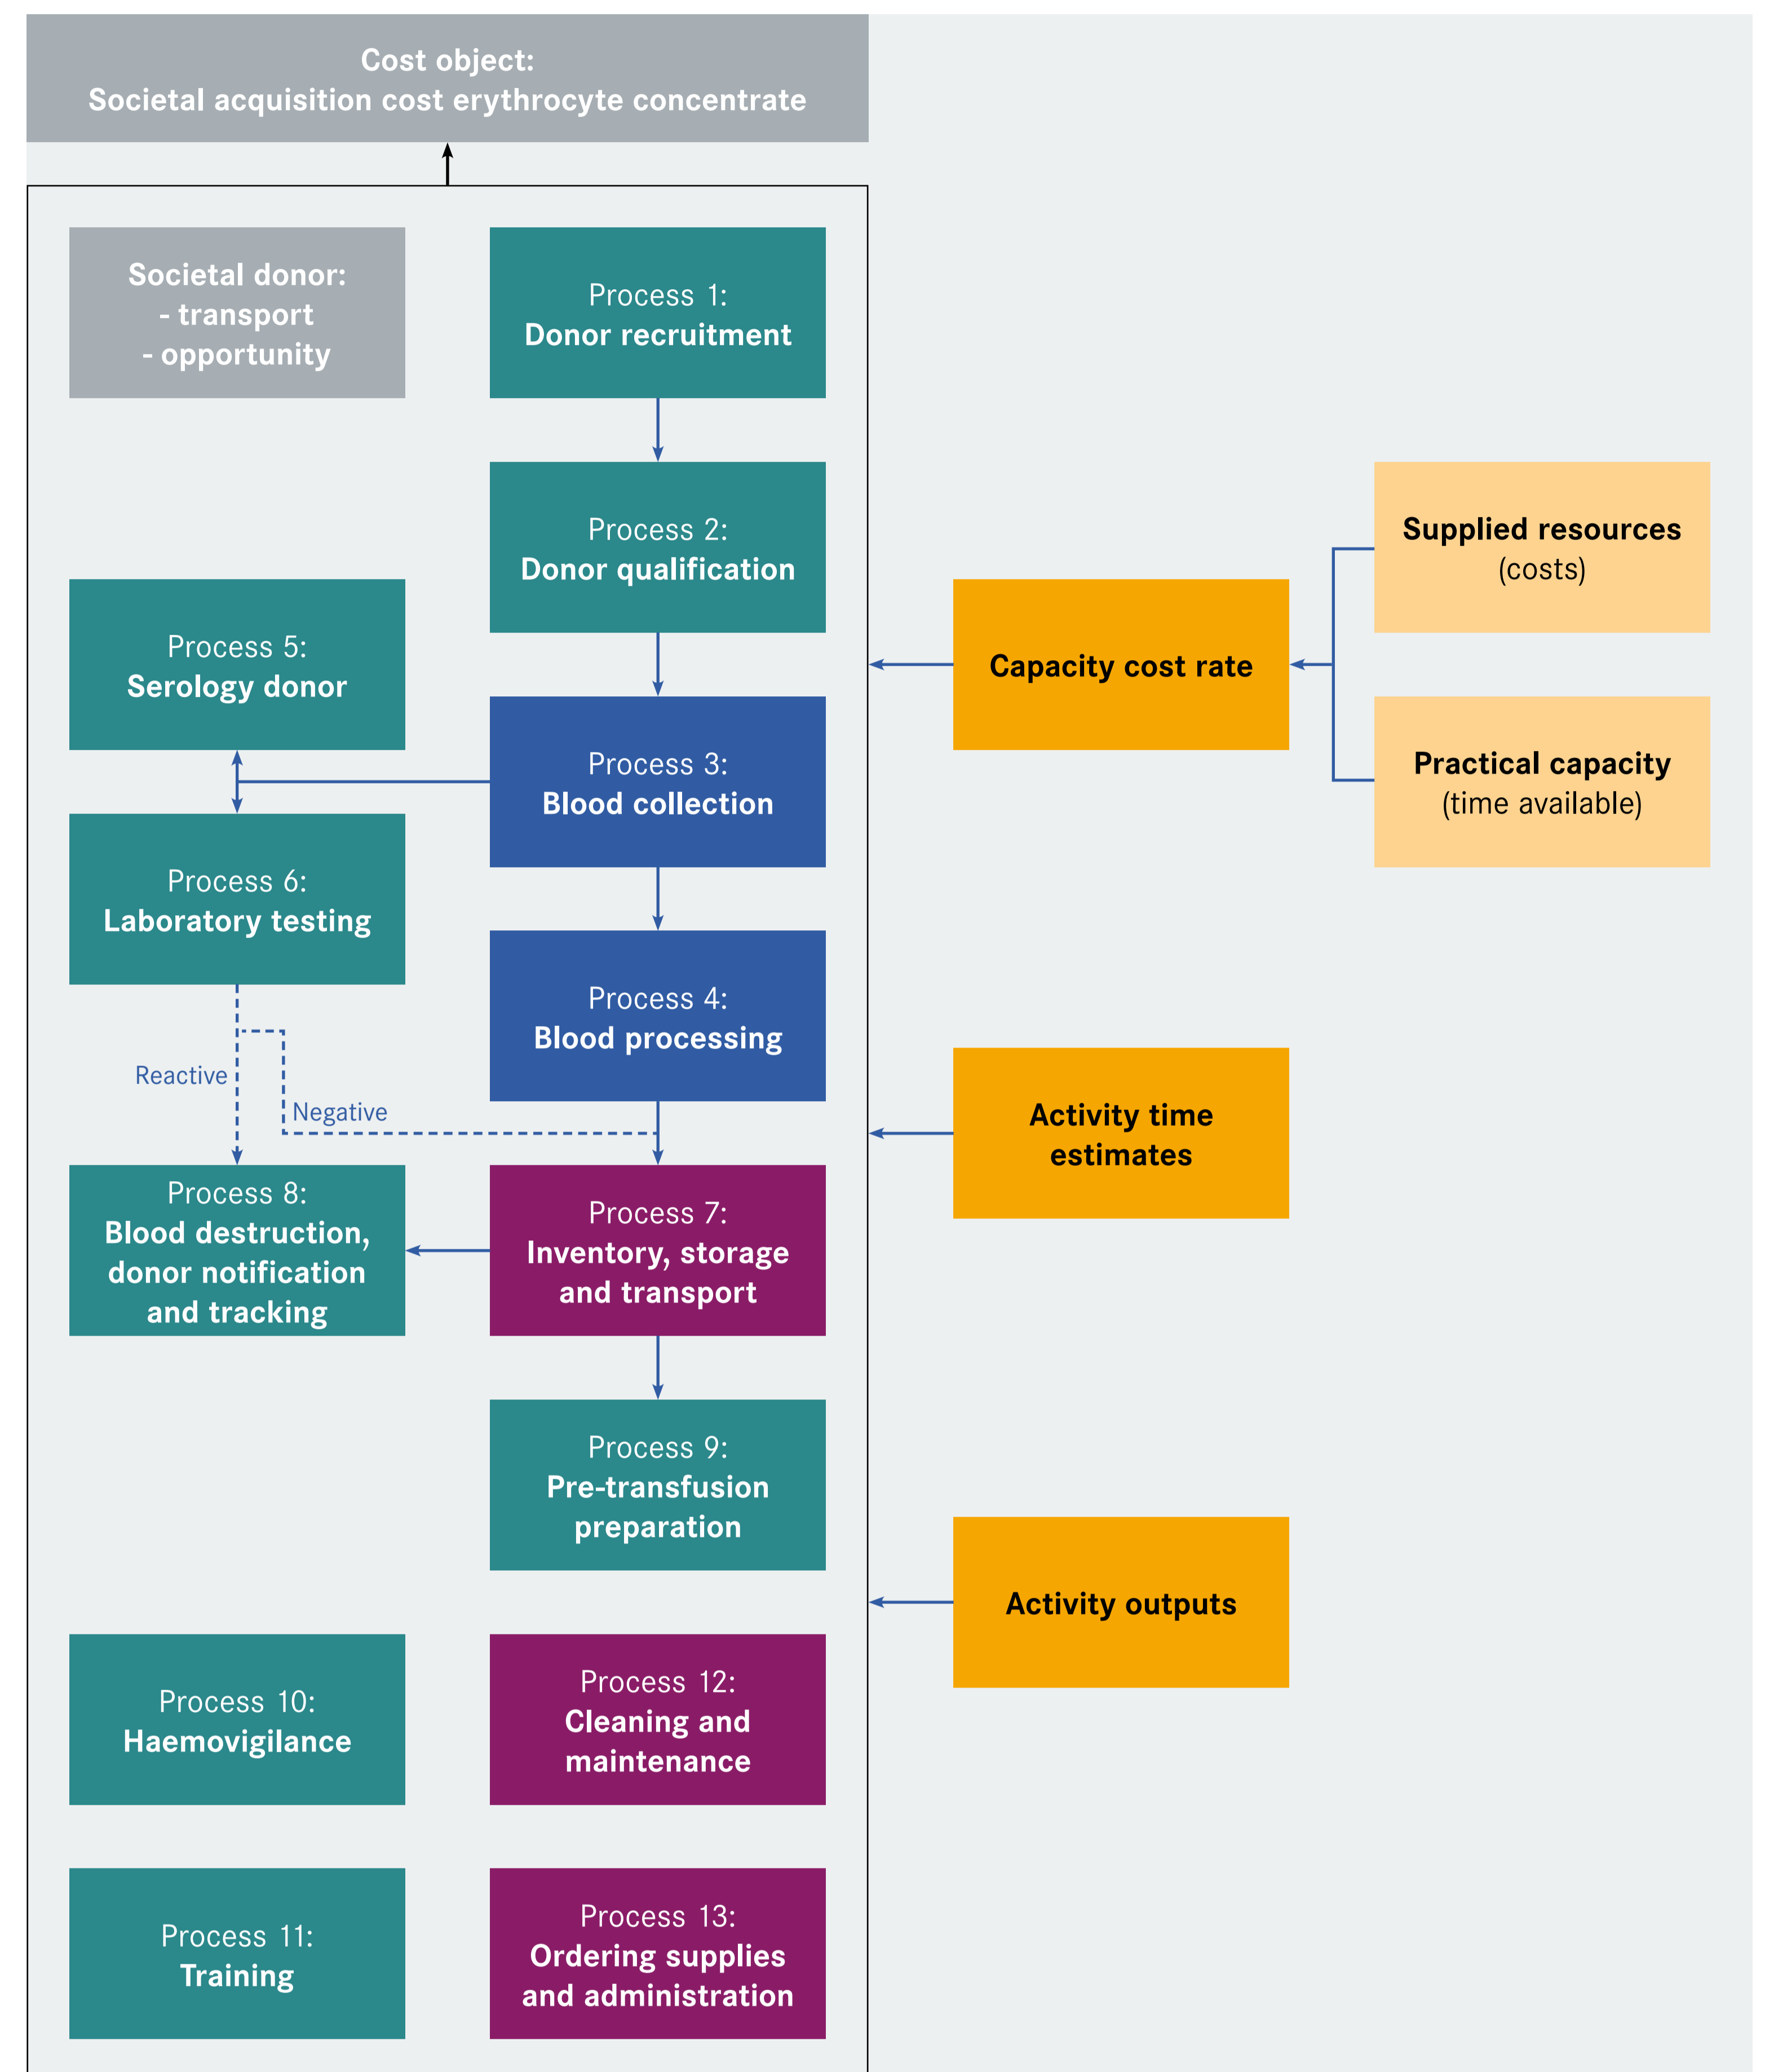 Cost object:
Societal acquisition cost erythrocyte concentrate
Societal donor:
- transport
- opportunity
Process 1:
Donor recruitment
Process 2:
Donor qualification
Supplied resources
(costs)
Process 5:
Serology donor
Capacity cost rate
Process 3:
Blood collection
Practical capacity
(time available)
Process 6:
Laboratory testing
Process 4:
Blood processing
Reactive
Negative
Activity time
estimates
Process 8:
Blood destruction,
donor notification
and tracking
Process 7:
Inventory, storage
and transport
Process 9:
Pre-transfusion
preparation
Activity outputs
Process 10:
Haemovigilance
Process 12:
Cleaning and
maintenance
Process 11:
Training
Process 13:
Ordering supplies
and administration